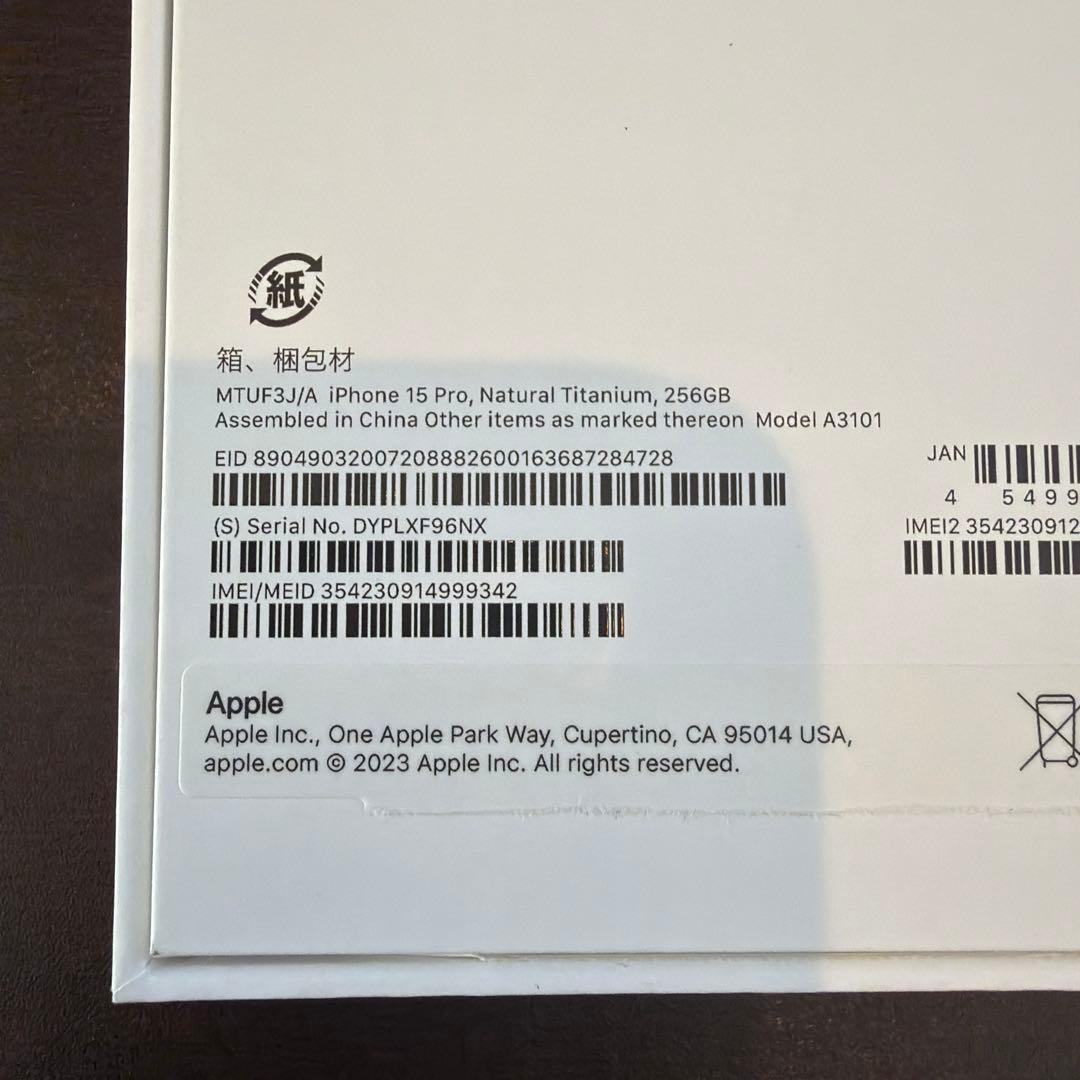 紙
箱、梱包材
MTUF3J/A iPhone 15 Pro, Natural Titanium, 256GB
Assembled in China Other items as marked thereon Model A3101
EID 89049032007208882600163687284728
JAN
4 5499
(S) Serial No. DYPLXF96NX
IMEI2 354230912
IMEI/MEID 354230914999342
Apple
Apple Inc., One Apple Park Way, Cupertino, CA 95014 USA,
apple.com © 2023 Apple Inc. All rights reserved.